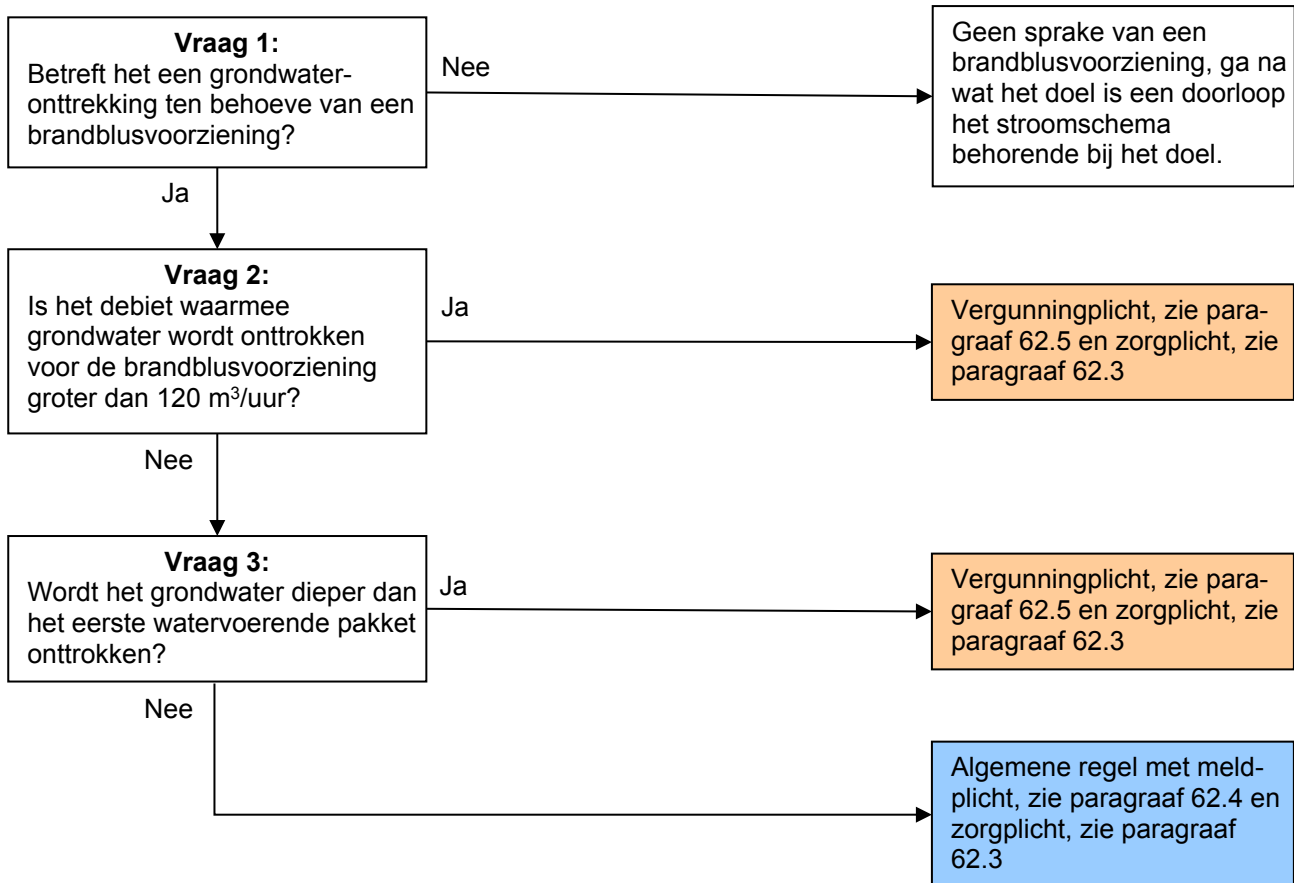 Vraag 1:
Betreft het een grondwater-
onttrekking ten behoeve van een
brandblusvoorziening?
Nee
Geen sprake van een
brandblusvoorziening, ga na
wat het doel is een doorloop
het stroomschema
behorende bij het doel.
Ja
Vraag 2:
Is het debiet waarmee
grondwater wordt onttrokken
voor de brandblusvoorziening
groter dan 120 m³/uur?
Ja
Vergunningplicht, zie para-
graaf 62.5 en zorgplicht, zie
paragraaf 62.3
Nee
Vraag 3:
Wordt het grondwater dieper dan
het eerste watervoerende pakket
onttrokken?
Ja
Vergunningplicht, zie para-
graaf 62.5 en zorgplicht, zie
paragraaf 62.3
Nee
Algemene regel met meld-
plicht, zie paragraaf 62.4 en
zorgplicht, zie paragraaf
62.3